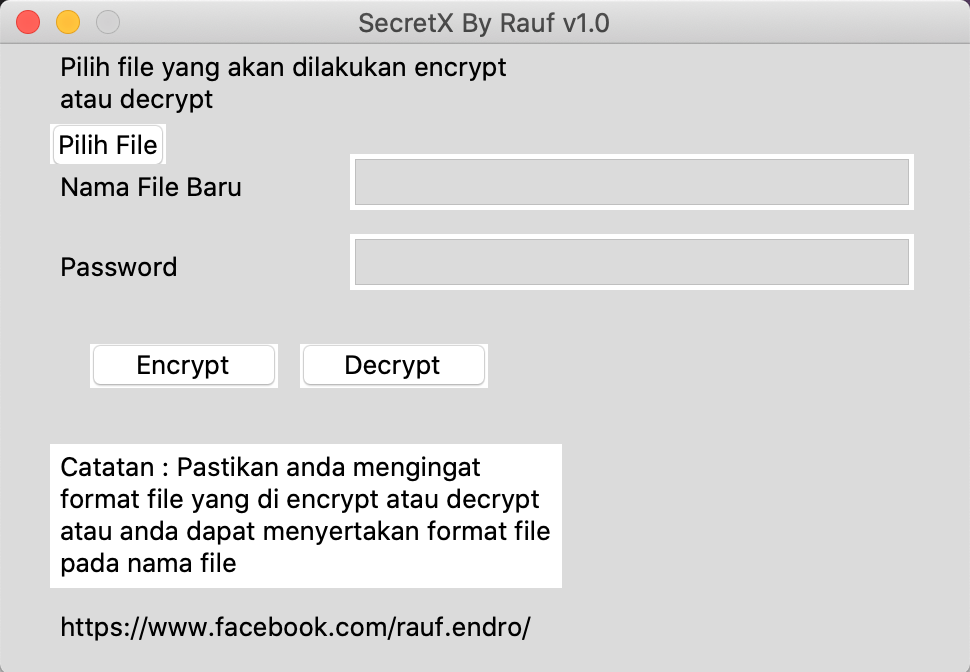 SecretX By Rauf v1.0
Pilih file yang akan dilakukan encrypt
atau decrypt
Pilih File
Nama File Baru
Password
Encrypt Decrypt
Catatan : Pastikan anda mengingat
format file yang di encrypt atau decrypt
atau anda dapat menyertakan format file
pada nama file
https://www.facebook.com/rauf.endro/